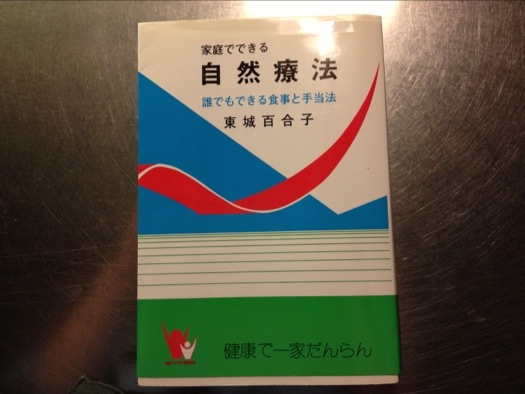 家庭でできる
自然療法
誰でもできる食事と手当法
東城百合子
健康で一家だんらん